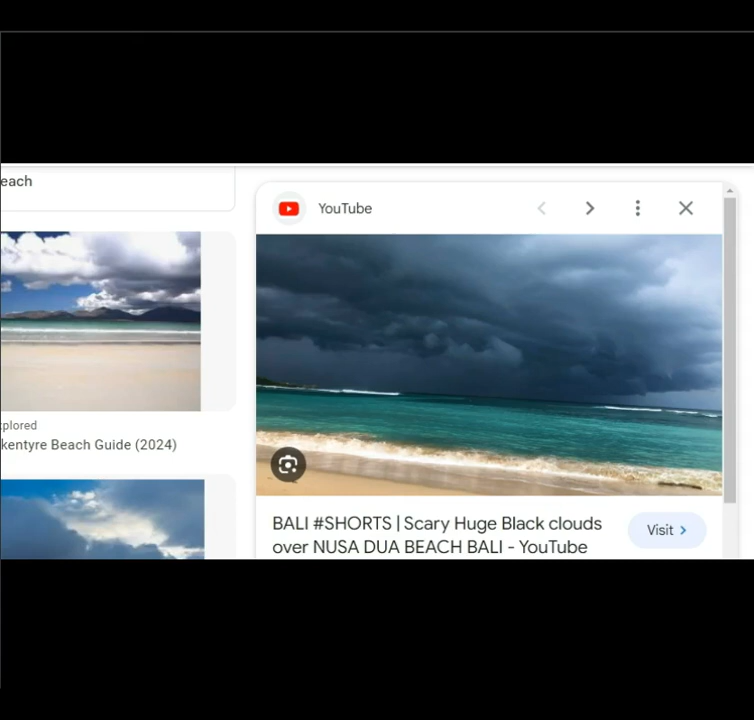 each
xplored
kentyre Beach Guide (2024)
YouTube
BALI #SHORTS | Scary Huge Black clouds
over NUSA DUA BEACH BALI - YouTube
Visit